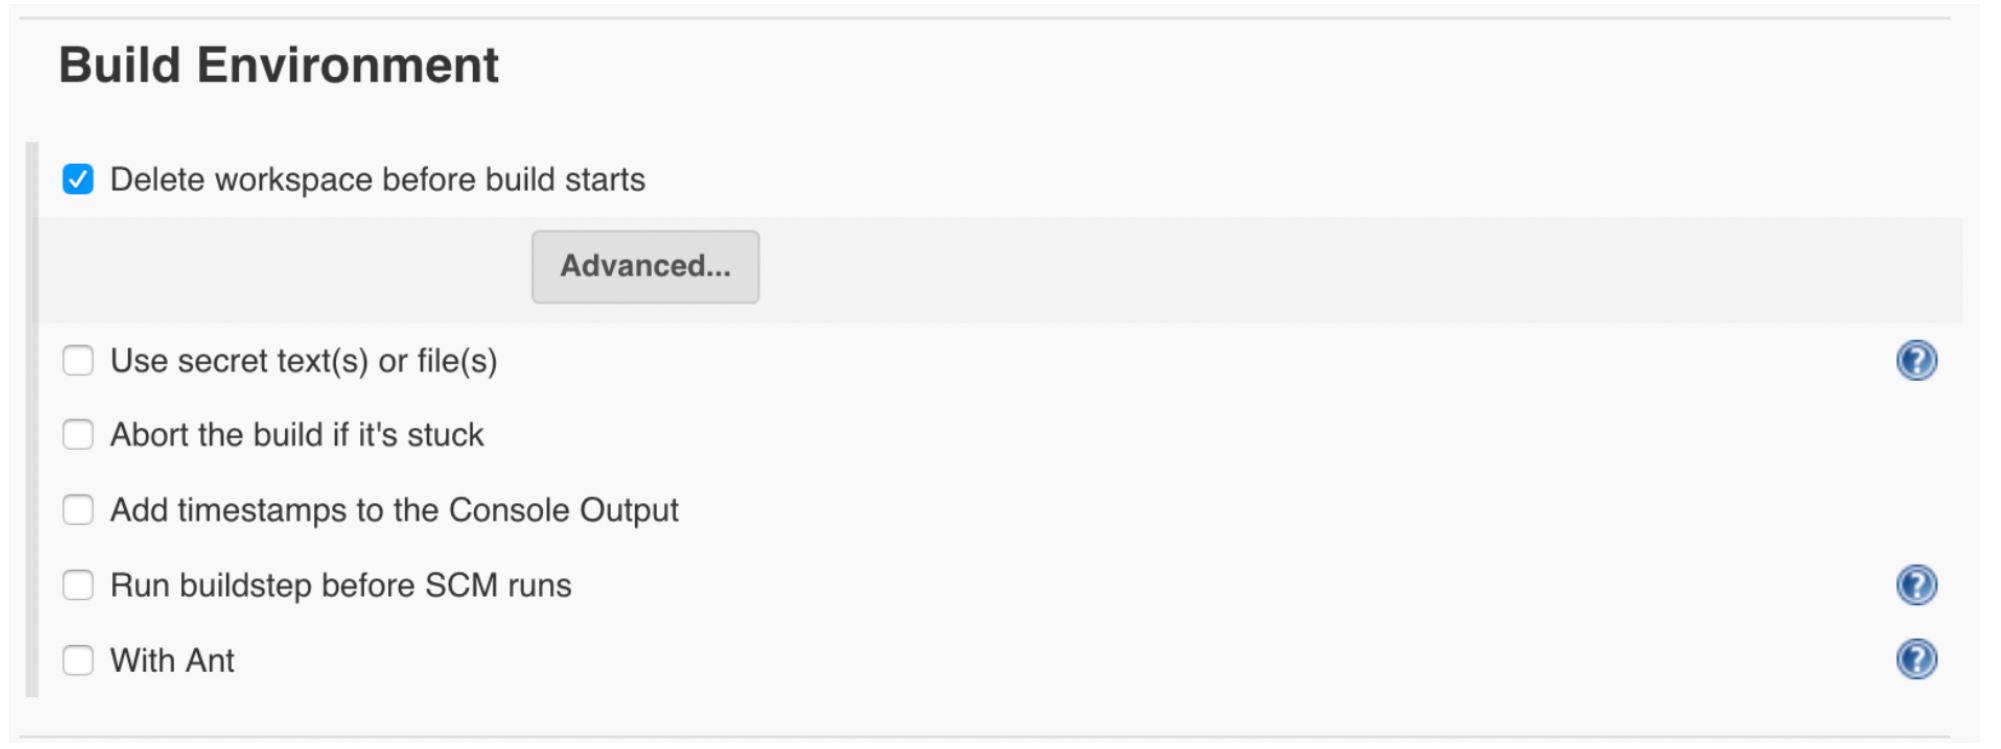 Build Environment
Delete workspace before build starts
Advanced...
Use secret text(s) or file(s)
?
Abort the build if it's stuck
Add timestamps to the Console Output
Run buildstep before SCM runs
?
With Ant
?